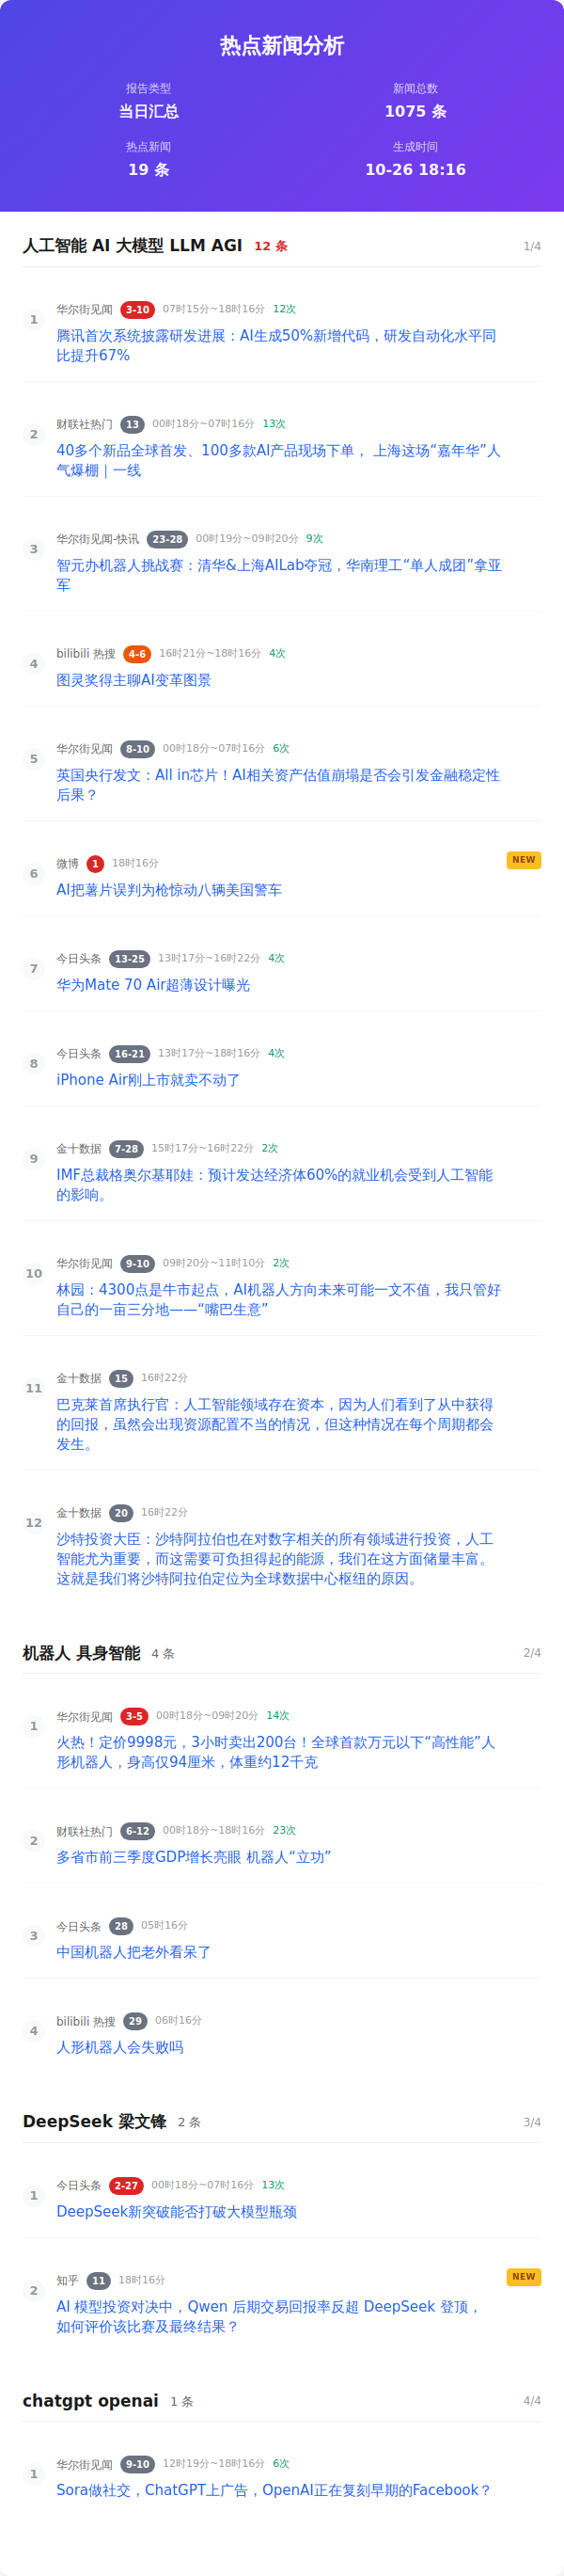 热点新闻分析
报告类型 新闻总数
当日汇总 1075 条
热点新闻 生成时间
19 条 10-26 18:16
人工智能 AI 大模型 LLM AGI 12 条 1/4
1 华尔街见闻 3-10 07时15分~18时16分 12次
腾讯首次系统披露研发进展：AI生成50%新增代码，研发自动化水平同
比提升67%
2 财联社热门 13 00时18分~07时16分 13次
40多个新品全球首发、100多款AI产品现场下单， 上海这场“嘉年华”人
气爆棚｜一线
3 华尔街见闻-快讯 23-28 00时19分~09时20分 9次
智元办机器人挑战赛：清华&上海AILab夺冠，华南理工“单人成团”拿亚
军
4 bilibili 热搜 4-6 16时21分~18时16分 4次
图灵奖得主聊AI变革图景
5 华尔街见闻 8-10 00时18分~07时16分 6次
英国央行发文：All in芯片！AI相关资产估值崩塌是否会引发金融稳定性
后果？
6 微博 1 18时16分 NEW
AI把薯片误判为枪惊动八辆美国警车
7 今日头条 13-25 13时17分~16时22分 4次
华为Mate 70 Air超薄设计曝光
8 今日头条 16-21 13时17分~18时16分 4次
iPhone Air刚上市就卖不动了
9 金十数据 7-28 15时17分~16时22分 2次
IMF总裁格奥尔基耶娃：预计发达经济体60%的就业机会受到人工智能
的影响。
10 华尔街见闻 9-10 09时20分~11时10分 2次
林园：4300点是牛市起点，AI机器人方向未来可能一文不值，我只管好
自己的一亩三分地——“嘴巴生意”
11 金十数据 15 16时22分
巴克莱首席执行官：人工智能领域存在资本，因为人们看到了从中获得
的回报，虽然会出现资源配置不当的情况，但这种情况在每个周期都会
发生。
12 金十数据 20 16时22分
沙特投资大臣：沙特阿拉伯也在对数字相关的所有领域进行投资，人工
智能尤为重要，而这需要可负担得起的能源，我们在这方面储量丰富。
这就是我们将沙特阿拉伯定位为全球数据中心枢纽的原因。
机器人 具身智能 4 条 2/4
1 华尔街见闻 3-5 00时18分~09时20分 14次
火热！定价9998元，3小时卖出200台！全球首款万元以下“高性能”人
形机器人，身高仅94厘米，体重约12千克
2 财联社热门 6-12 00时18分~18时16分 23次
多省市前三季度GDP增长亮眼 机器人“立功”
3 今日头条 28 05时16分
中国机器人把老外看呆了
4 bilibili 热搜 29 06时16分
人形机器人会失败吗
DeepSeek 梁文锋 2 条 3/4
1 今日头条 2-27 00时18分~07时16分 13次
DeepSeek新突破能否打破大模型瓶颈
2 知乎 11 18时16分 NEW
AI 模型投资对决中，Qwen 后期交易回报率反超 DeepSeek 登顶，
如何评价该比赛及最终结果？
chatgpt openai 1 条 4/4
1 华尔街见闻 9-10 12时19分~18时16分 6次
Sora做社交，ChatGPT上广告，OpenAI正在复刻早期的Facebook？